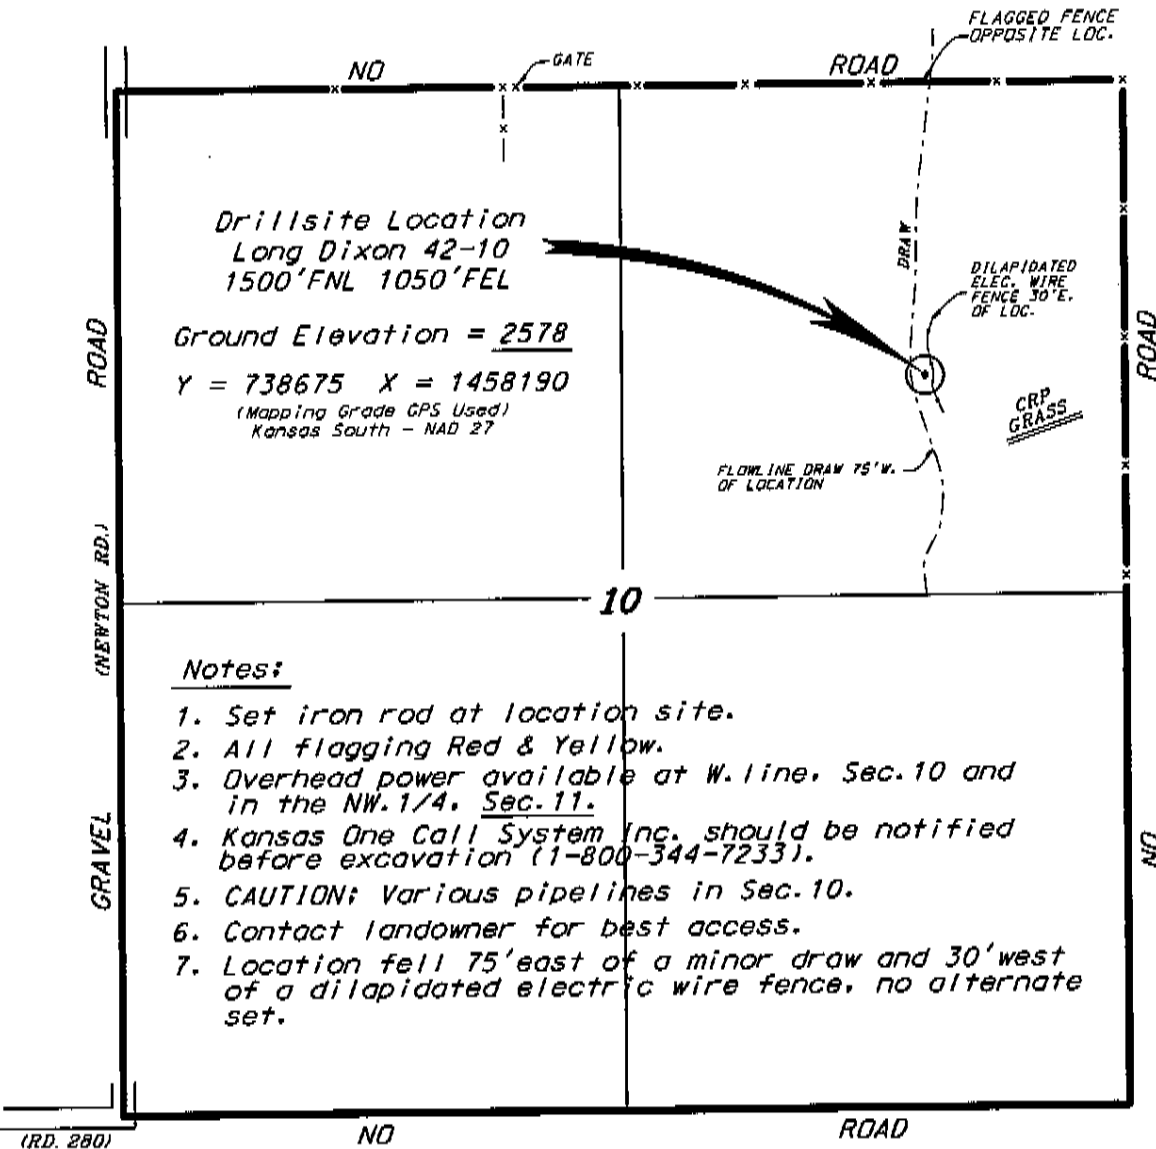 FLAGGED FENCE
OPPOSITE LOC.
NO
GATE
ROAD
Drillsite Location
Long Dixon 42-10
1500'FNL 1050'FEL
Ground Elevation = 2578
Y = 738675 X = 1458190
(Mapping Grade GPS Used)
Kansas South - NAD 27
DRAW
DILAPIDATED
ELEC. WIRE
FENCE 30'E.
OF LOC.
CRP
GRASS
FLOWLINE DRAW 75'W.
OF LOCATION
ROAD
(NEWTON RD.)
GRAVEL
ROAD
NO
10
Notes:
1. Set iron rod at location site.
2. All flagging Red & Yellow.
3. Overhead power available at W. line. Sec. 10 and
in the NW. 1/4. Sec. 11.
4. Kansas One Call System Inc. should be notified
before excavation (1-800-344-7233).
5. CAUTION: Various pipelines in Sec. 10.
6. Contact landowner for best access.
7. Location fell 75'east of a minor draw and 30'west
of a dilapidated electric wire fence. no alternate
set.
(RD. 280)
NO
ROAD